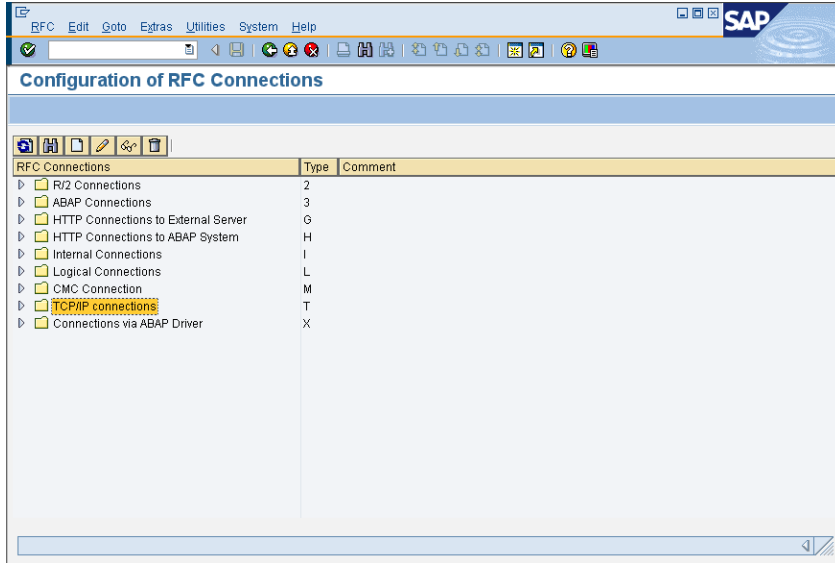 RFC Edit Goto Extras Utilities System Help
SAP
Configuration of RFC Connections
RFC Connections Type Comment
R/2 Connections 2
ABAP Connections 3
HTTP Connections to External Server G
HTTP Connections to ABAP System H
Internal Connections I
Logical Connections L
CMC Connection M
TCP/IP connections T
Connections via ABAP Driver X